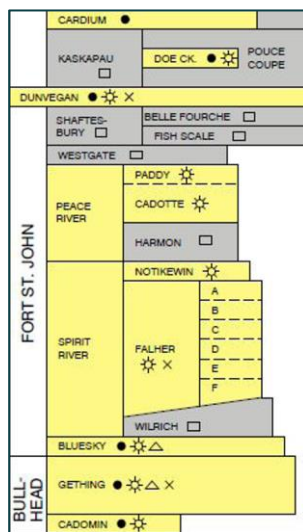 CARDIUM
KASKAPAU
DOE CK.
POUCE
COUPE
DUNVEGAN
SHAFTES-
BURY
BELLE FOURCHE
FISH SCALE
WESTGATE
FORT ST. JOHN
PEACE
RIVER
PADDY
CADOTTE
HARMON
SPIRIT
RIVER
NOTIKEWIN
FALHER
A
B
C
D
E
F
WILRICH
BLUESKY
BULL-
HEAD
GETHING
CADOMIN